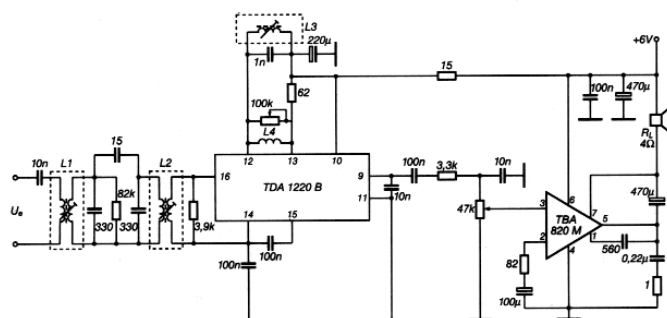 L3
220μ
1n
+6V
15
100n
470μ
62
100k
L4
RL
4Ω
10n
L1
15
L2
12
13
10
82k
16
TDA 1220 B
9
100n
3,3k
10n
Ue
330
330
3,9k
11
10n
47k
3
6
7
470μ
TBA
820 M
5
14
15
2
1
4
560
0,22μ
100n
100n
82
100μ
1